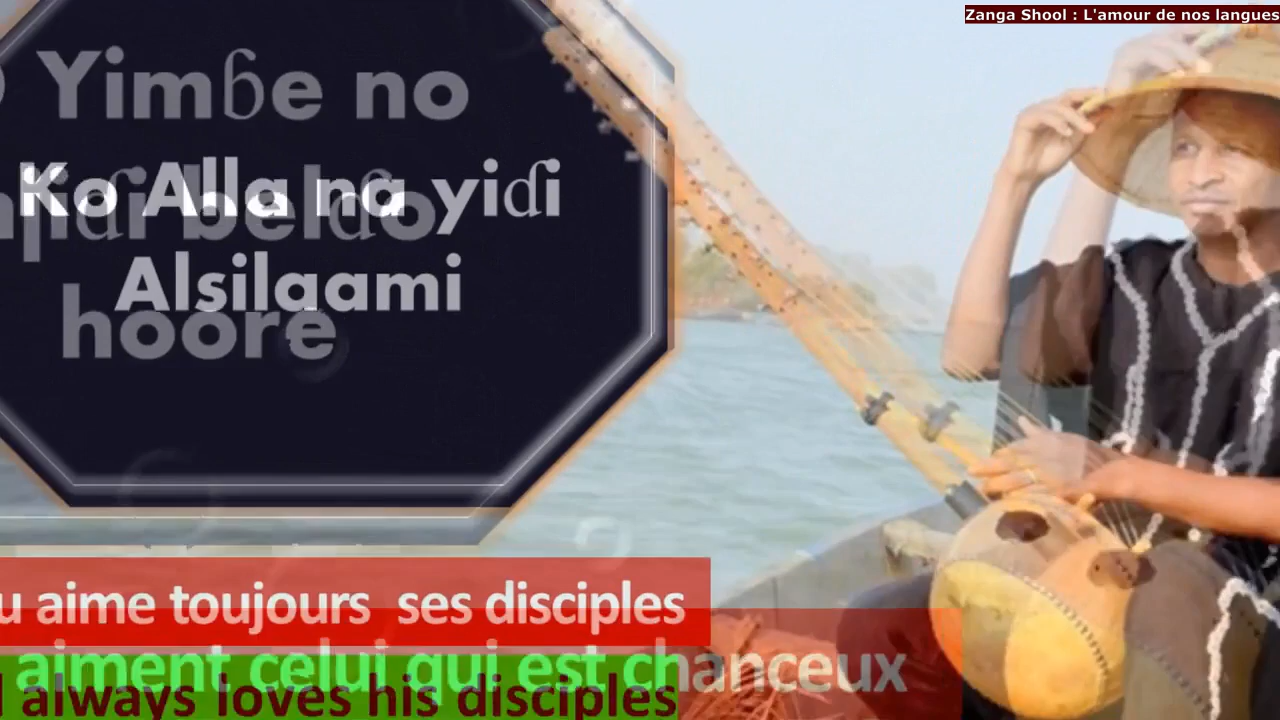 Zanga Shool : L'amour de nos langues
Yimɓe no
Ko Alla na yiɗi
beldo
Alsilaami
hoore
aime toujours ses disciples
aiment celui qui est chanceux
always loves his disciples